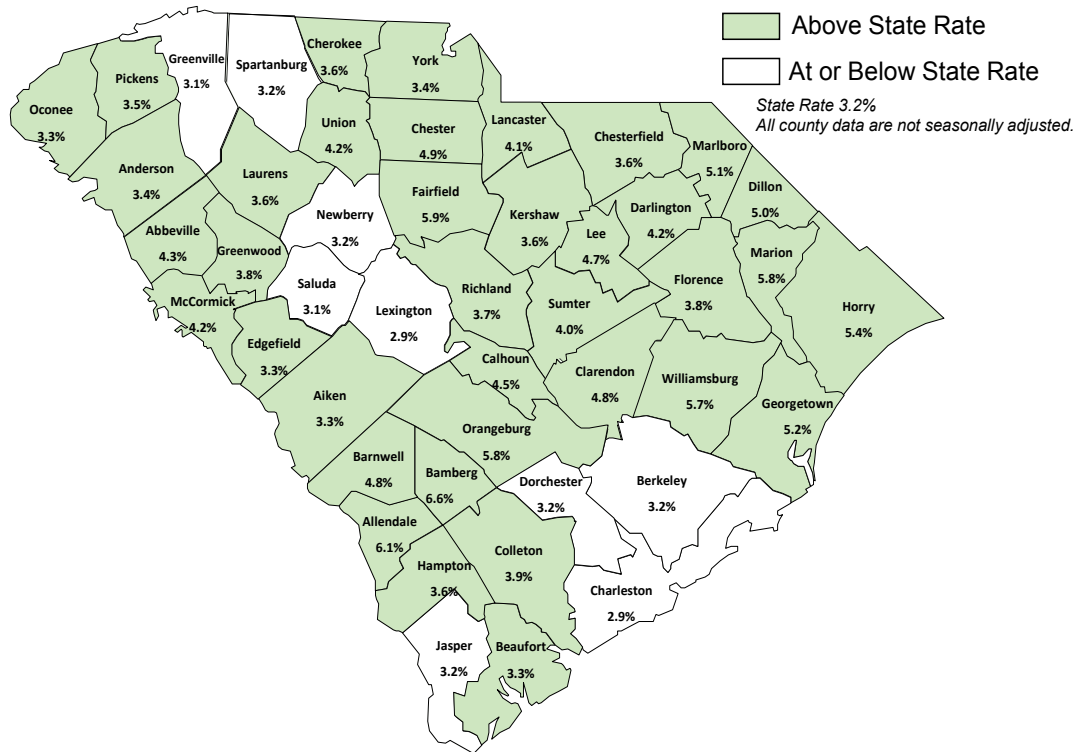 Above State Rate
At or Below State Rate
State Rate 3.2%
All county data are not seasonally adjusted.
Cherokee
3.6%
York
3.4%
Greenville
3.1%
Spartanburg
3.2%
Pickens
3.5%
Oconee
3.3%
Union
4.2%
Chester
4.9%
Lancaster
4.1%
Chesterfield
3.6%
Marlboro
5.1%
Anderson
3.4%
Laurens
3.6%
Fairfield
5.9%
Kershaw
3.6%
Darlington
4.2%
Dillon
5.0%
Newberry
3.2%
Lee
4.7%
Abbeville
4.3%
Greenwood
3.8%
Marion
5.8%
Saluda
3.1%
Richland
3.7%
Florence
3.8%
McCormick
4.2%
Lexington
2.9%
Sumter
4.0%
Horry
5.4%
Edgefield
3.3%
Calhoun
4.5%
Clarendon
4.8%
Williamsburg
5.7%
Aiken
3.3%
Georgetown
5.2%
Orangeburg
5.8%
Barnwell
4.8%
Bamberg
6.6%
Dorchester
3.2%
Berkeley
3.2%
Allendale
6.1%
Colleton
3.9%
Hampton
3.6%
Charleston
2.9%
Jasper
3.2%
Beaufort
3.3%